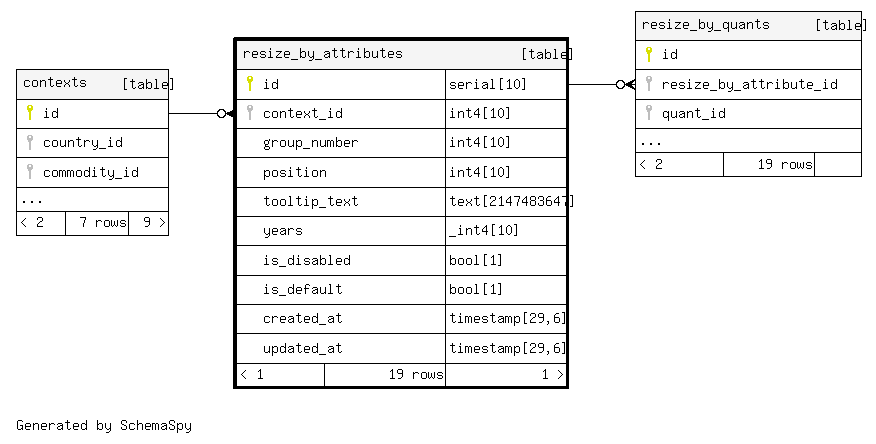 contexts [table]
id
country_id
commodity_id
...
< 2 7 rows 9 >
resize_by_attributes [table]
id serial[10]
context_id int4[10]
group_number int4[10]
position int4[10]
tooltip_text text[2147483647]
years _int4[10]
is_disabled bool[1]
is_default bool[1]
created_at timestamp[29,6]
updated_at timestamp[29,6]
< 1 19 rows 1 >
resize_by_quants [table]
id
resize_by_attribute_id
quant_id
...
< 2 19 rows
Generated by SchemaSpy